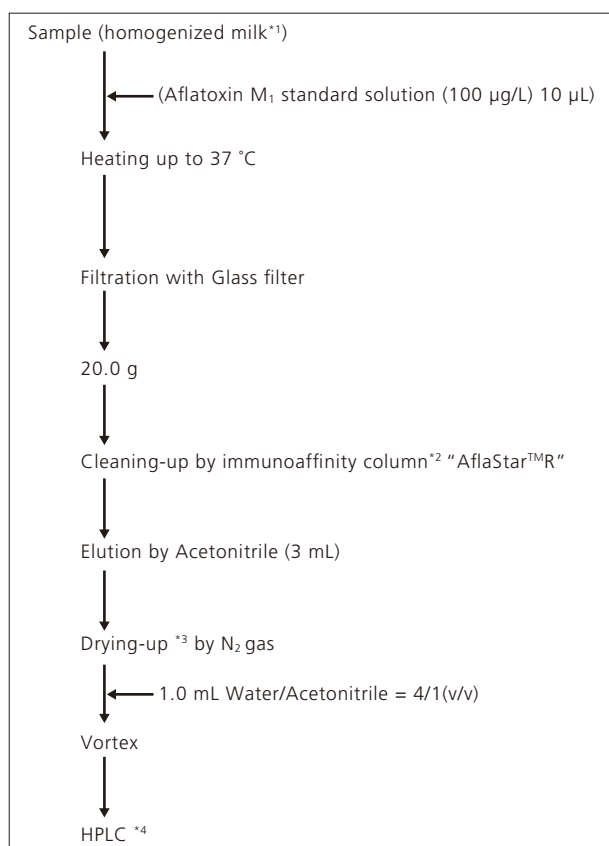 Sample (homogenized milk*1)
(Aflatoxin M1 standard solution (100 µg/L) 10 µL)
Heating up to 37 ˚C
Filtration with Glass filter
20.0 g
Cleaning-up by immunoaffinity column*2 “AflaStar™R”
Elution by Acetonitrile (3 mL)
Drying-up *3 by N2 gas
1.0 mL Water/Acetonitrile = 4/1(v/v)
Vortex
HPLC *4